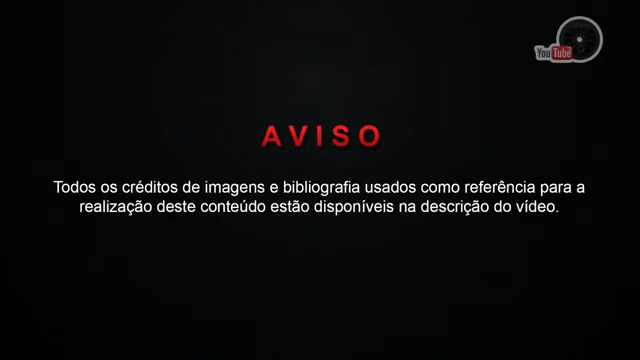 YouTube
AVISO
Todos os créditos de imagens e bibliografia usados como referência para a
realização deste conteúdo estão disponíveis na descrição do vídeo.